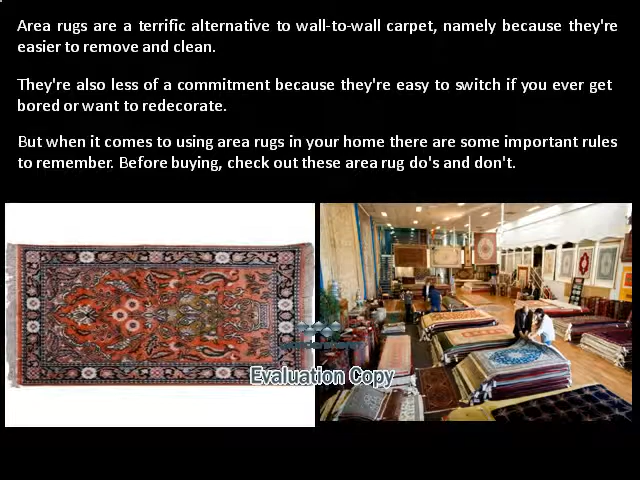 Area rugs are a terrific alternative to wall-to-wall carpet, namely because they're
easier to remove and clean.
They're also less of a commitment because they're easy to switch if you ever get
bored or want to redecorate.
But when it comes to using area rugs in your home there are some important rules
to remember. Before buying, check out these area rug do's and don't.
Evaluation Copy